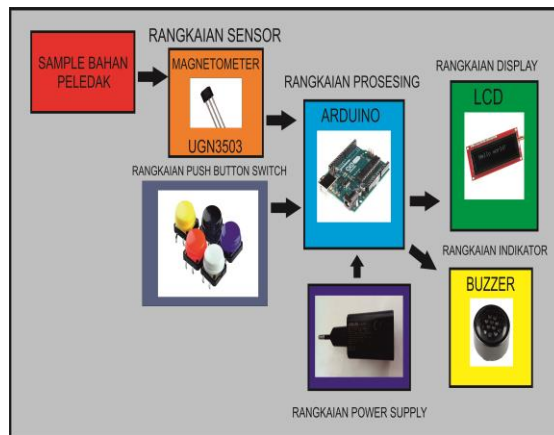 RANGKAIAN SENSOR
SAMPLE BAHAN
PELEDAK
MAGNETOMETER
UGN3503
RANGKAIAN PROSESING
ARDUINO
RANGKAIAN DISPLAY
LCD
RANGKAIAN PUSH BUTTON SWITCH
RANGKAIAN INDIKATOR
BUZZER
RANGKAIAN POWER SUPPLY